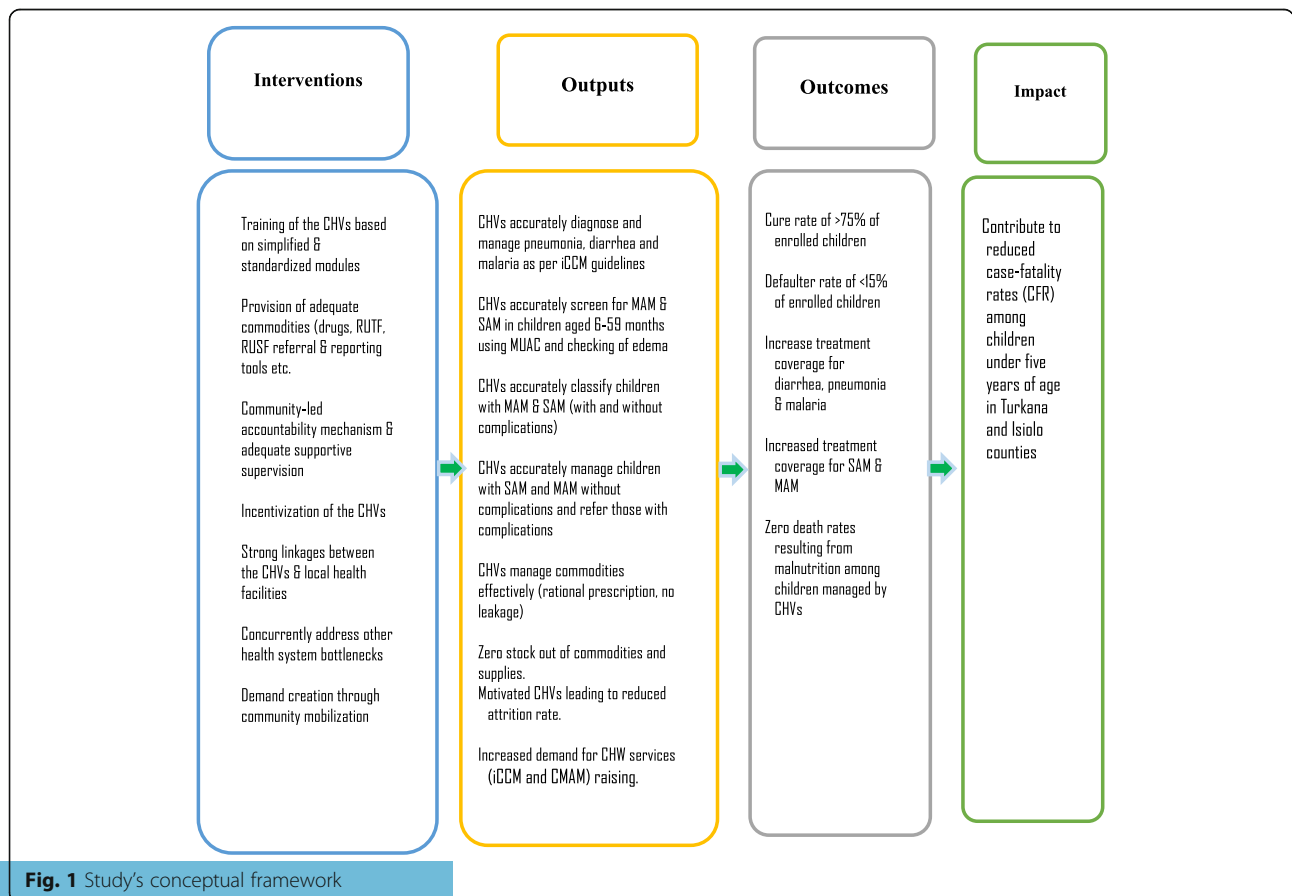 Interventions
Outputs
Outcomes
Impact
Training of the CHVs based
on simplified &
standardized modules
Provision of adequate
commodities (drugs, RUTF,
RUSF referral & reporting
tools etc.
Community-led
accountability mechanism &
adequate supportive
supervision
Incentivization of the CHVs
Strong linkages between
the CHVs & local health
facilities
Concurrently address other
health system bottlenecks
Demand creation through
community mobilization
CHVs accurately diagnose and
manage pneumonia, diarrhea and
malaria as per iCCM guidelines
CHVs accurately screen for MAM &
SAM in children aged 6-59 months
using MUAC and checking of edema
CHVs accurately classify children
with MAM & SAM (with and without
complications)
CHVs accurately manage children
with SAM and MAM without
complications and refer those with
complications
CHVs manage commodities
effectively (rational prescription, no
leakage)
Zero stock out of commodities and
supplies.
Motivated CHVs leading to reduced
attrition rate.
Increased demand for CHW services
(iCCM and CMAM) raising.
Cure rate of >75% of
enrolled children
Defaulter rate of <15%
of enrolled children
Increase treatment
coverage for
diarrhea, pneumonia
& malaria
Increased treatment
coverage for SAM &
MAM
Zero death rates
resulting from
malnutrition among
children managed by
CHVs
Contribute to
reduced
case-fatality
rates (CFR)
among
children
under five
years of age
in Turkana
and Isiolo
counties
Fig. 1 Study's conceptual framework